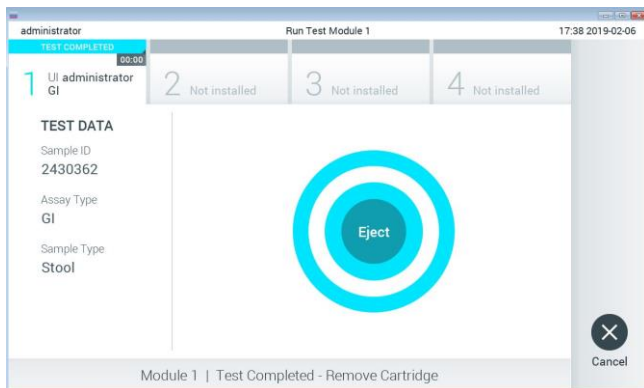 administrator Run Test Module 1 17:38 2019-02-06
TEST COMPLETED
00:00
1 UI administrator
GI
2 Not installed
3 Not installed
4 Not installed
TEST DATA
Sample ID
2430362
Assay Type
GI
Sample Type
Stool
Eject
Cancel
Module 1 | Test Completed - Remove Cartridge